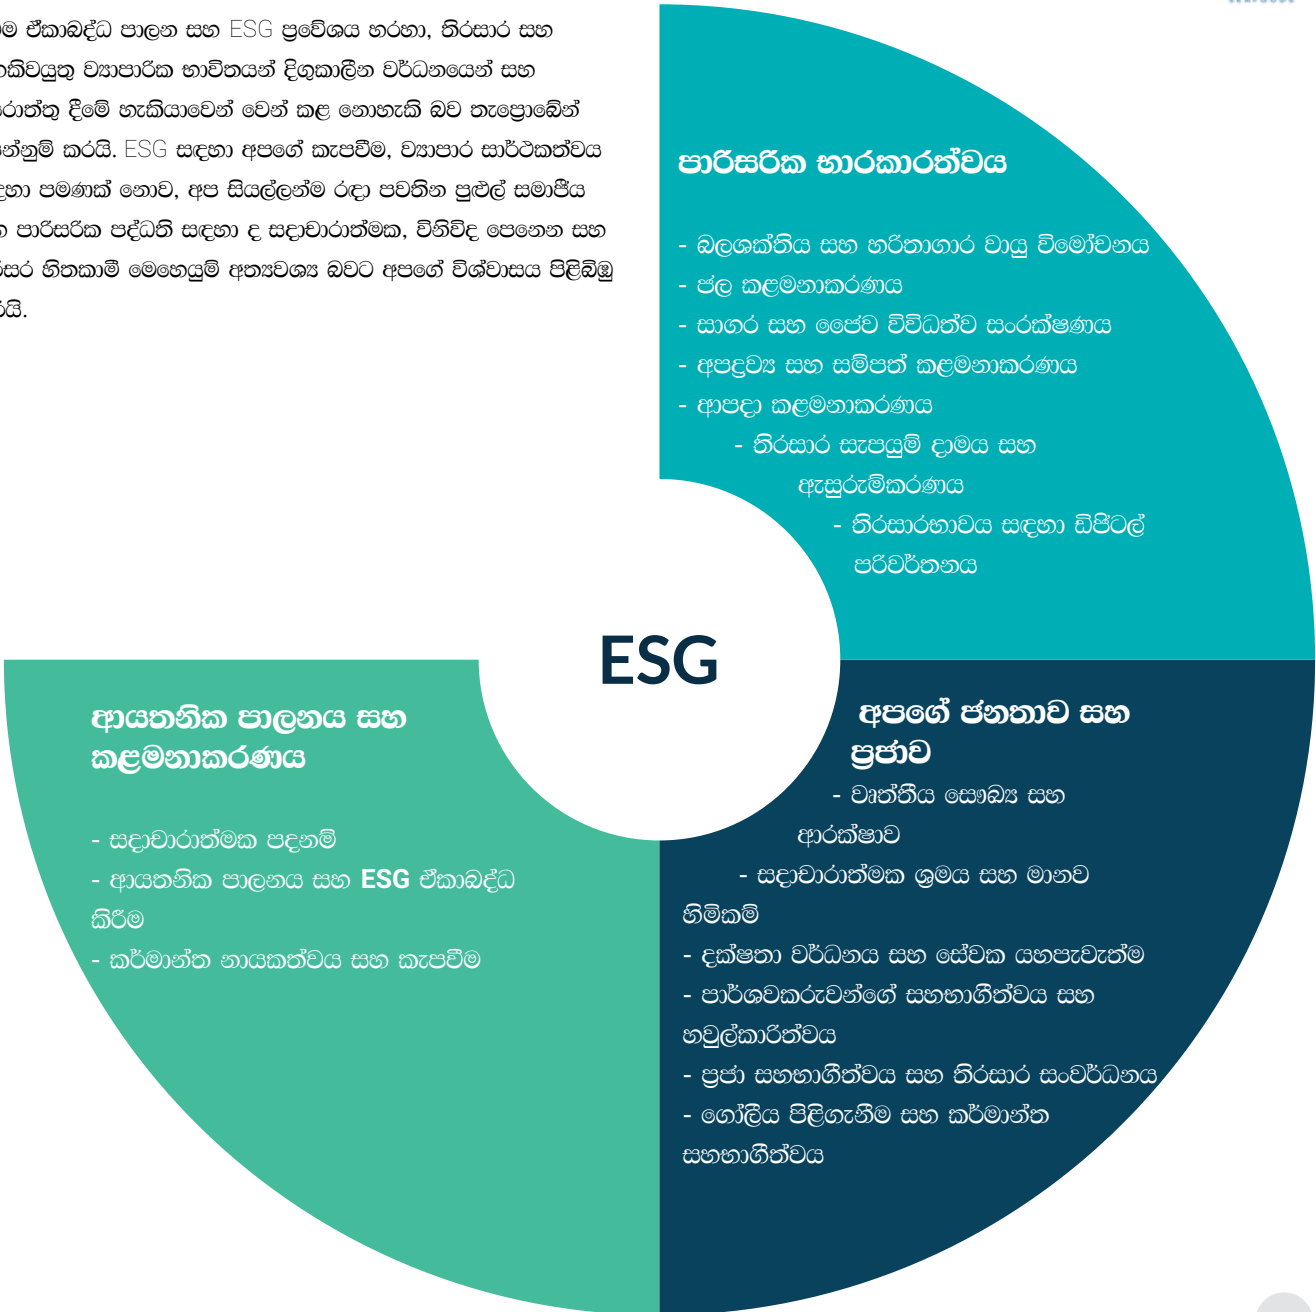 ඒකාබද්ධ පාලන සහ ESG ප්‍රවේශය හරහා, තිරසාර සහ
ව්‍යාපාරික භාවිතයන් දිගුකාලීන වර්ධනයෙන් සහ
දීමේ හැකියාවෙන් වෙන් කළ නොහැකි බව තැප්‍රොබේන්
කරයි. ESG සඳහා අපගේ කැපවීම, ව්‍යාපාර සාර්ථකත්වය
පමණක් නොව, අප සියල්ලන්ම රඳා පවතින පුළුල් සමාජීය
පාරිසරික පද්ධති සඳහා ද සදාචාරාත්මක, විනිවිද පෙනෙන සහ
හිතකාමී මෙහෙයුම් අත්‍යවශ්‍ය බවට අපගේ විශ්වාසය පිළිබිඹු
පාරිසරික භාරකාරත්වය
- බලශක්තිය සහ හරිතාගාර වායු විමෝචනය
- ජල කළමනාකරණය
- සාගර සහ ජෛව විවිධත්ව සංරක්ෂණය
- අපද්‍රව්‍ය සහ සම්පත් කළමනාකරණය
- ආපදා කළමනාකරණය
- තිරසාර සැපයුම් දාමය සහ
ඇසුරුම්කරණය
- තිරසාරභාවය සඳහා ඩිජිටල්
පරිවර්තනය
ESG
ආයතනික පාලනය සහ
කළමනාකරණය
- සදාචාරාත්මක පදනම්
- ආයතනික පාලනය සහ ESG ඒකාබද්ධ
කිරීම
- කර්මාන්ත නායකත්වය සහ කැපවීම
අපගේ ජනතාව සහ
ප්‍රජාව
- වෘත්තීය සෞඛ්‍ය සහ
ආරක්ෂාව
- සදාචාරාත්මක ශ්‍රමය සහ මානව
හිමිකම්
- දක්ෂතා වර්ධනය සහ සේවක යහපැවැත්ම
- පාර්ශවකරුවන්ගේ සහභාගීත්වය සහ
හවුල්කාරිත්වය
- ප්‍රජා සහභාගීත්වය සහ තිරසාර සංවර්ධනය
- ගෝලීය පිළිගැනීම සහ කර්මාන්ත
සහභාගීත්වය